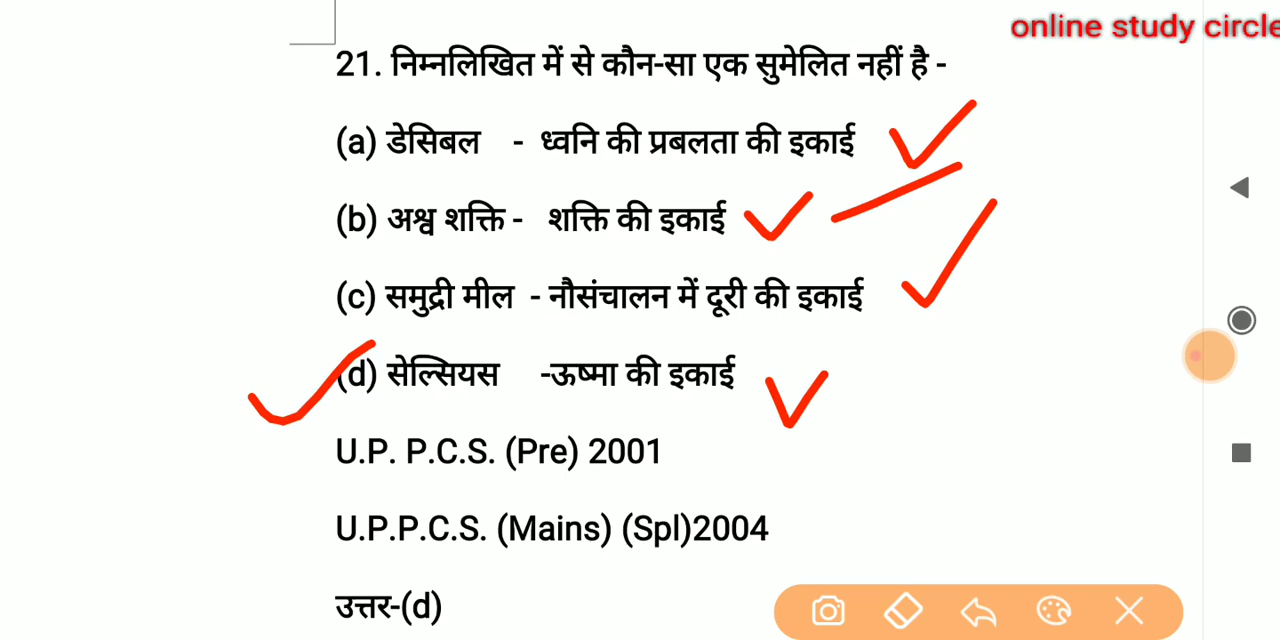 online study circle
21. निम्नलिखित में से कौन-सा एक सुमेलित नहीं है -
(a) डेसिबल - ध्वनि की प्रबलता की इकाई
(b) अश्व शक्ति - शक्ति की इकाई
(c) समुद्री मील - नौसंचालन में दूरी की इकाई
(d) सेल्सियस -ऊष्मा की इकाई
U.P. P.C.S. (Pre) 2001
U.P.P.C.S. (Mains) (Spl)2004
उत्तर-(d)